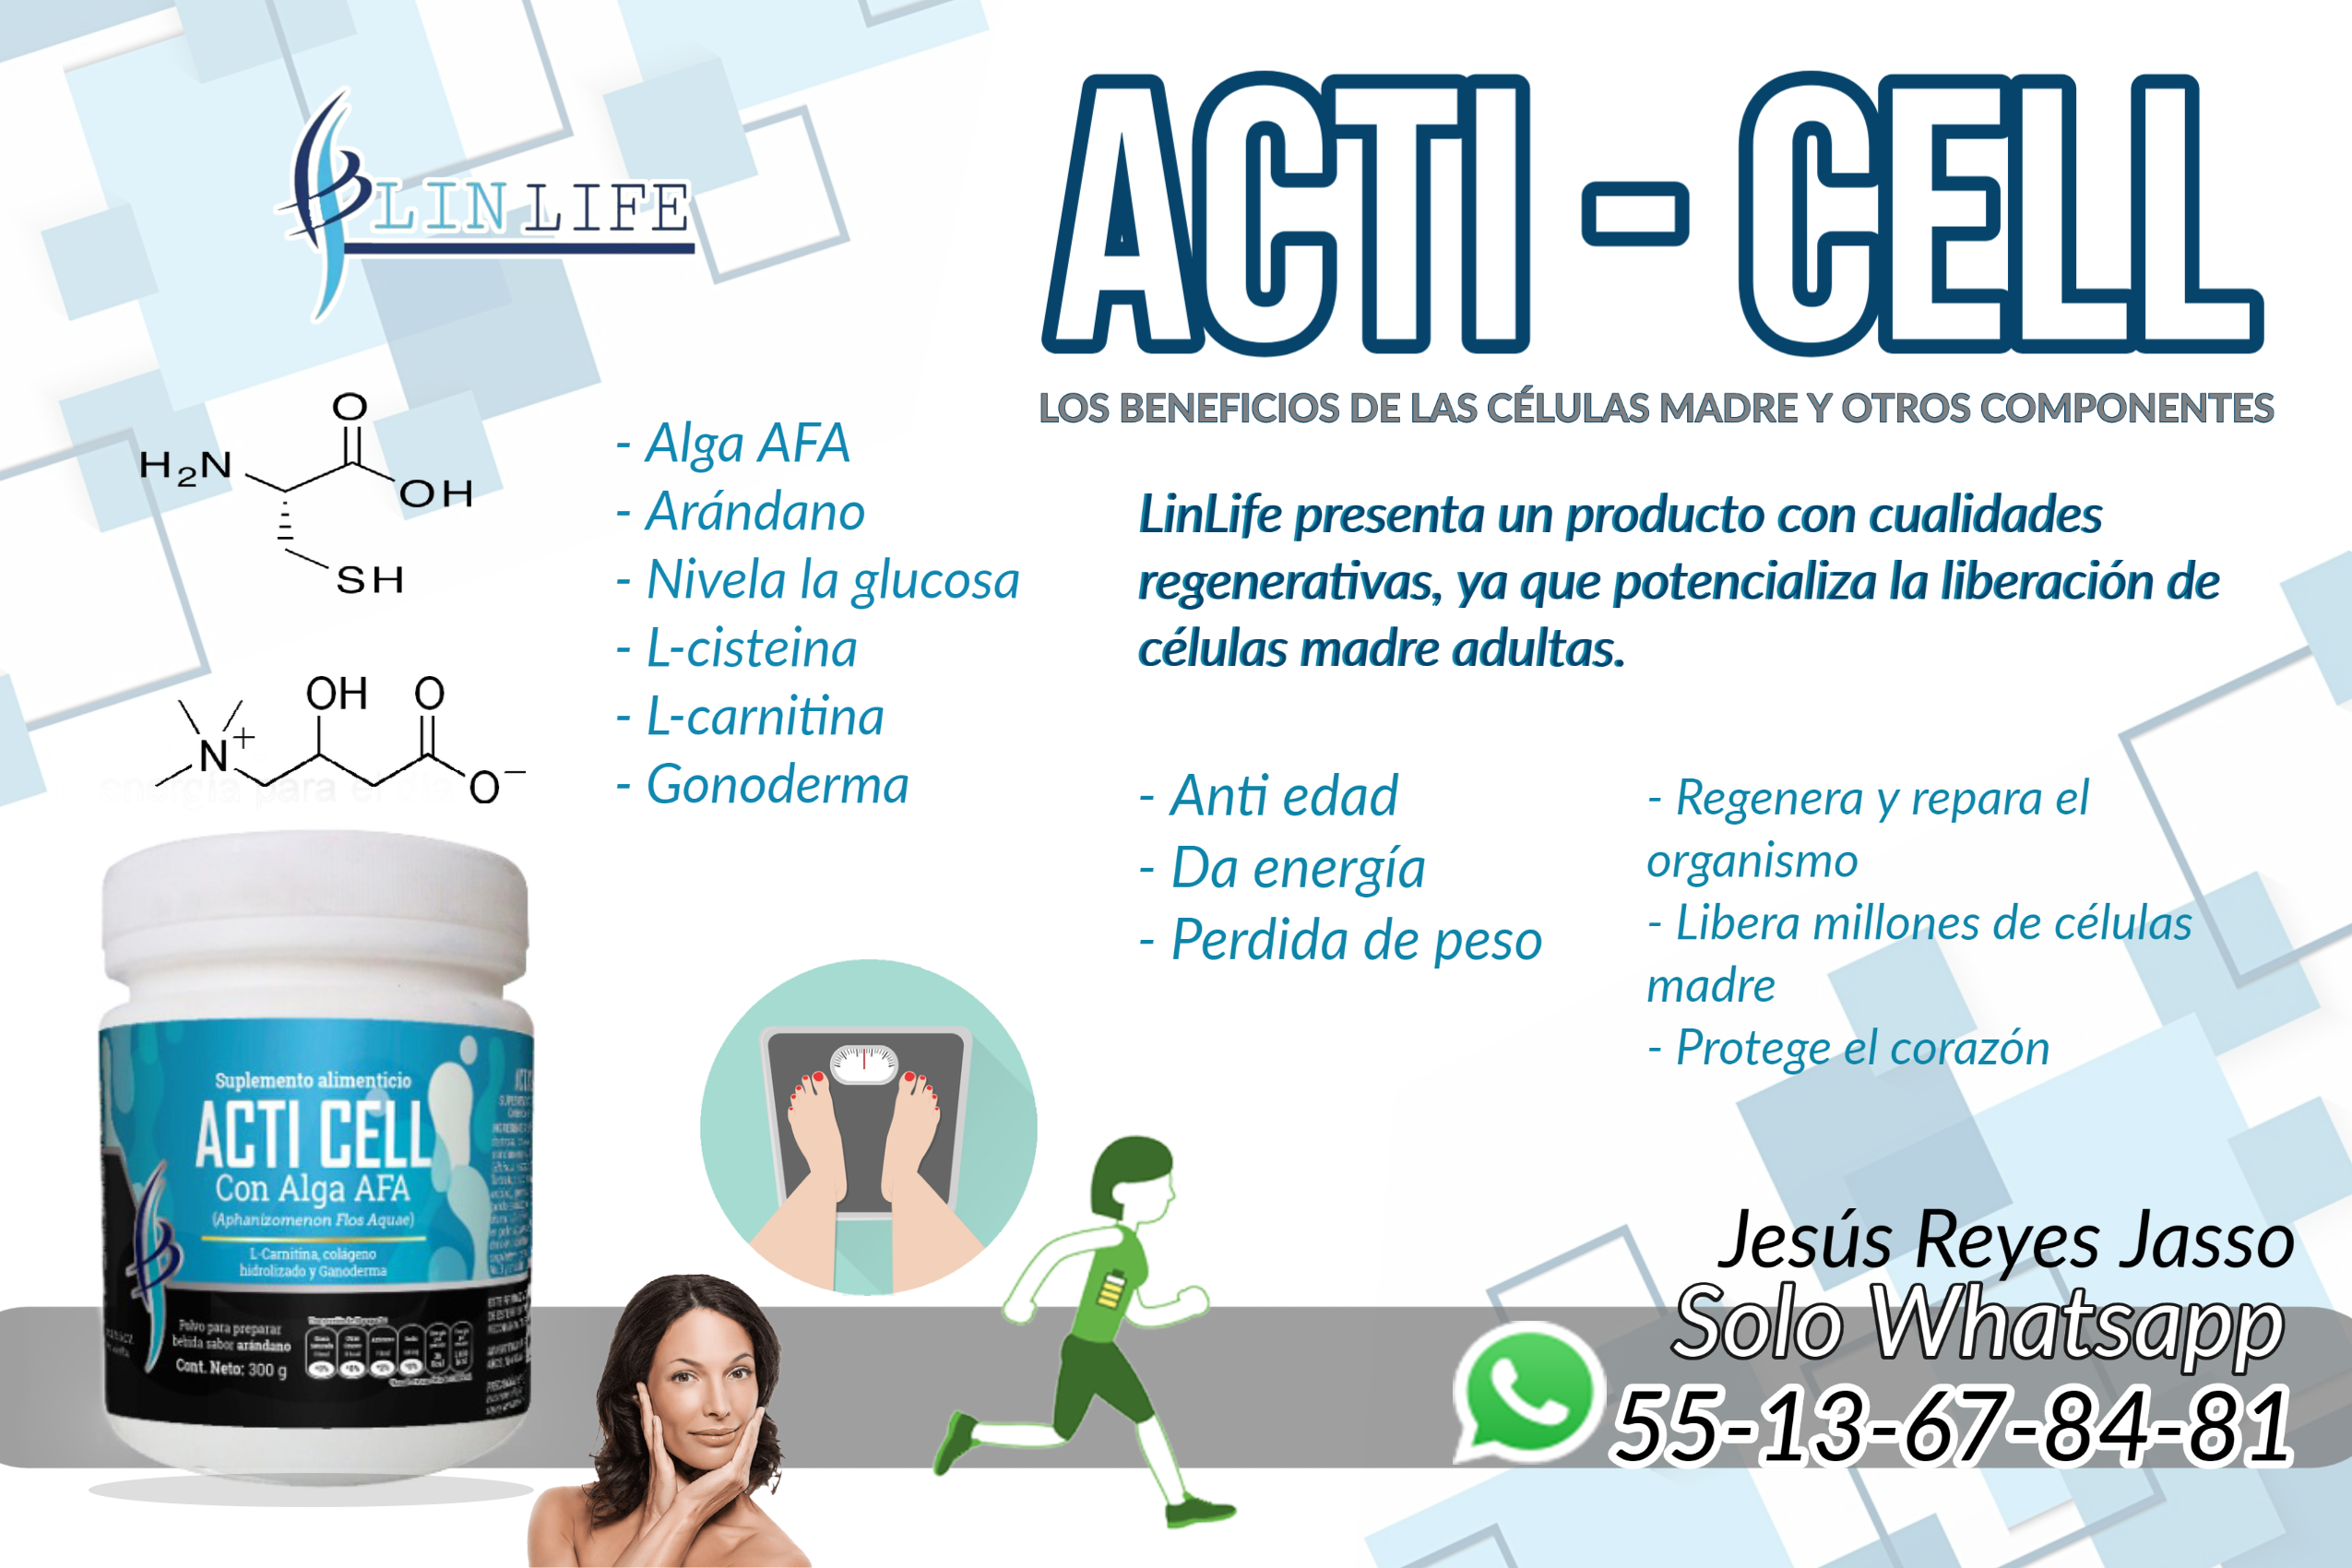 LINLIFE
ACTI - CELL
LOS BENEFICIOS DE LAS CÉLULAS MADRE Y OTROS COMPONENTES
O
H2N
OH
SH
OH O
N+
O−
- Alga AFA
- Arándano
- Nivela la glucosa
- L-cisteina
- L-carnitina
- Gonoderma
LinLife presenta un producto con cualidades
regenerativas, ya que potencializa la liberación de
células madre adultas.
- Anti edad
- Da energía
- Perdida de peso
- Regenera y repara el
organismo
- Libera millones de células
madre
- Protege el corazón
Suplemento alimenticio
ACTI CELL
Con Alga AFA
(Aphanizomenon Flos Aquae)
L-Carnitina, colágeno
hidrolizado y Ganoderma
Polvo para preparar
bebida sabor arándano
Cont. Neto: 300 g
Jesús Reyes Jasso
Solo Whatsapp
55-13-67-84-81